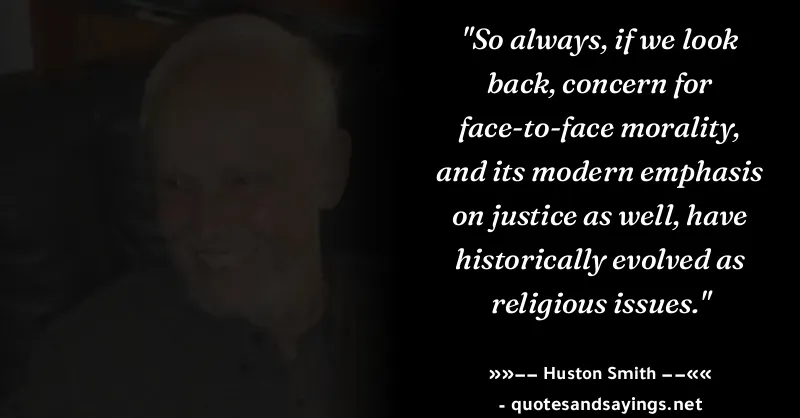 "So always, if we look
back, concern for
face-to-face morality,
and its modern emphasis
on justice as well, have
historically evolved as
religious issues."
»»−− Huston Smith −−««
- quotesandsayings.net